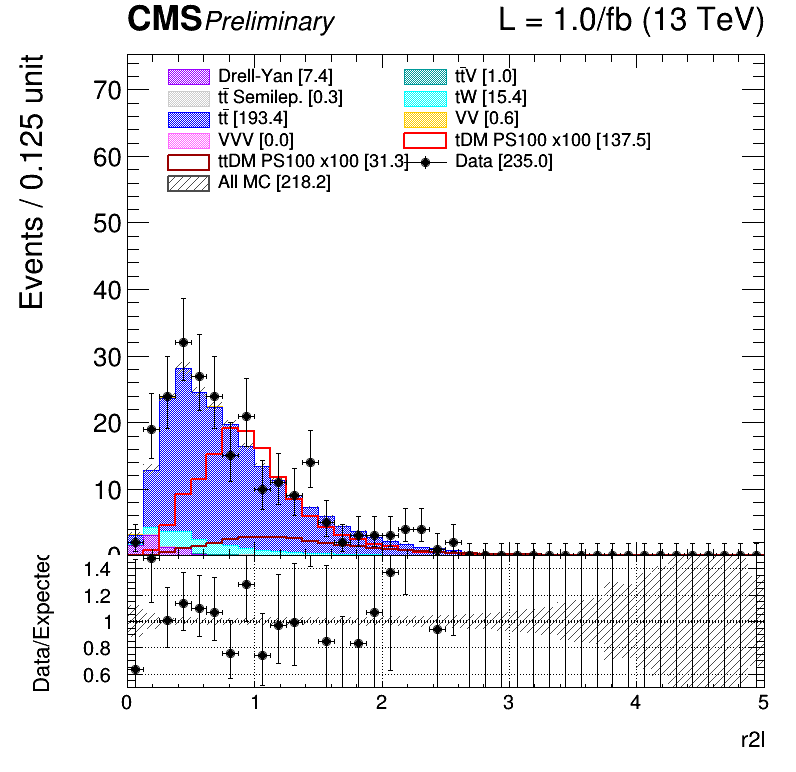 CMS Preliminary L = 1.0/fb (13 TeV)
Events / 0.125 unit
70
60
50
40
30
20
10
0
Drell-Yan [7.4]
tt̄V [1.0]
tt̄ Semilep. [0.3]
tW [15.4]
tt̄ [193.4]
VV [0.6]
VVV [0.0]
tDM PS100 x100 [137.5]
ttDM PS100 x100 [31.3]
Data [235.0]
All MC [218.2]
Data/Expected
1.4
1.2
1
0.8
0.6
0 1 2 3 4 5
r2l